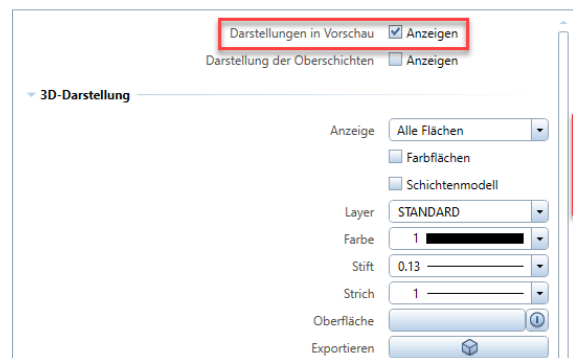 Darstellungen in Vorschau Anzeigen
Darstellung der Oberschichten Anzeigen
3D-Darstellung
Anzeige Alle Flächen
Farbflächen
Schichtenmodell
Layer STANDARD
Farbe 1
Stift 0.13
Strich 1
Oberfläche
Exportieren